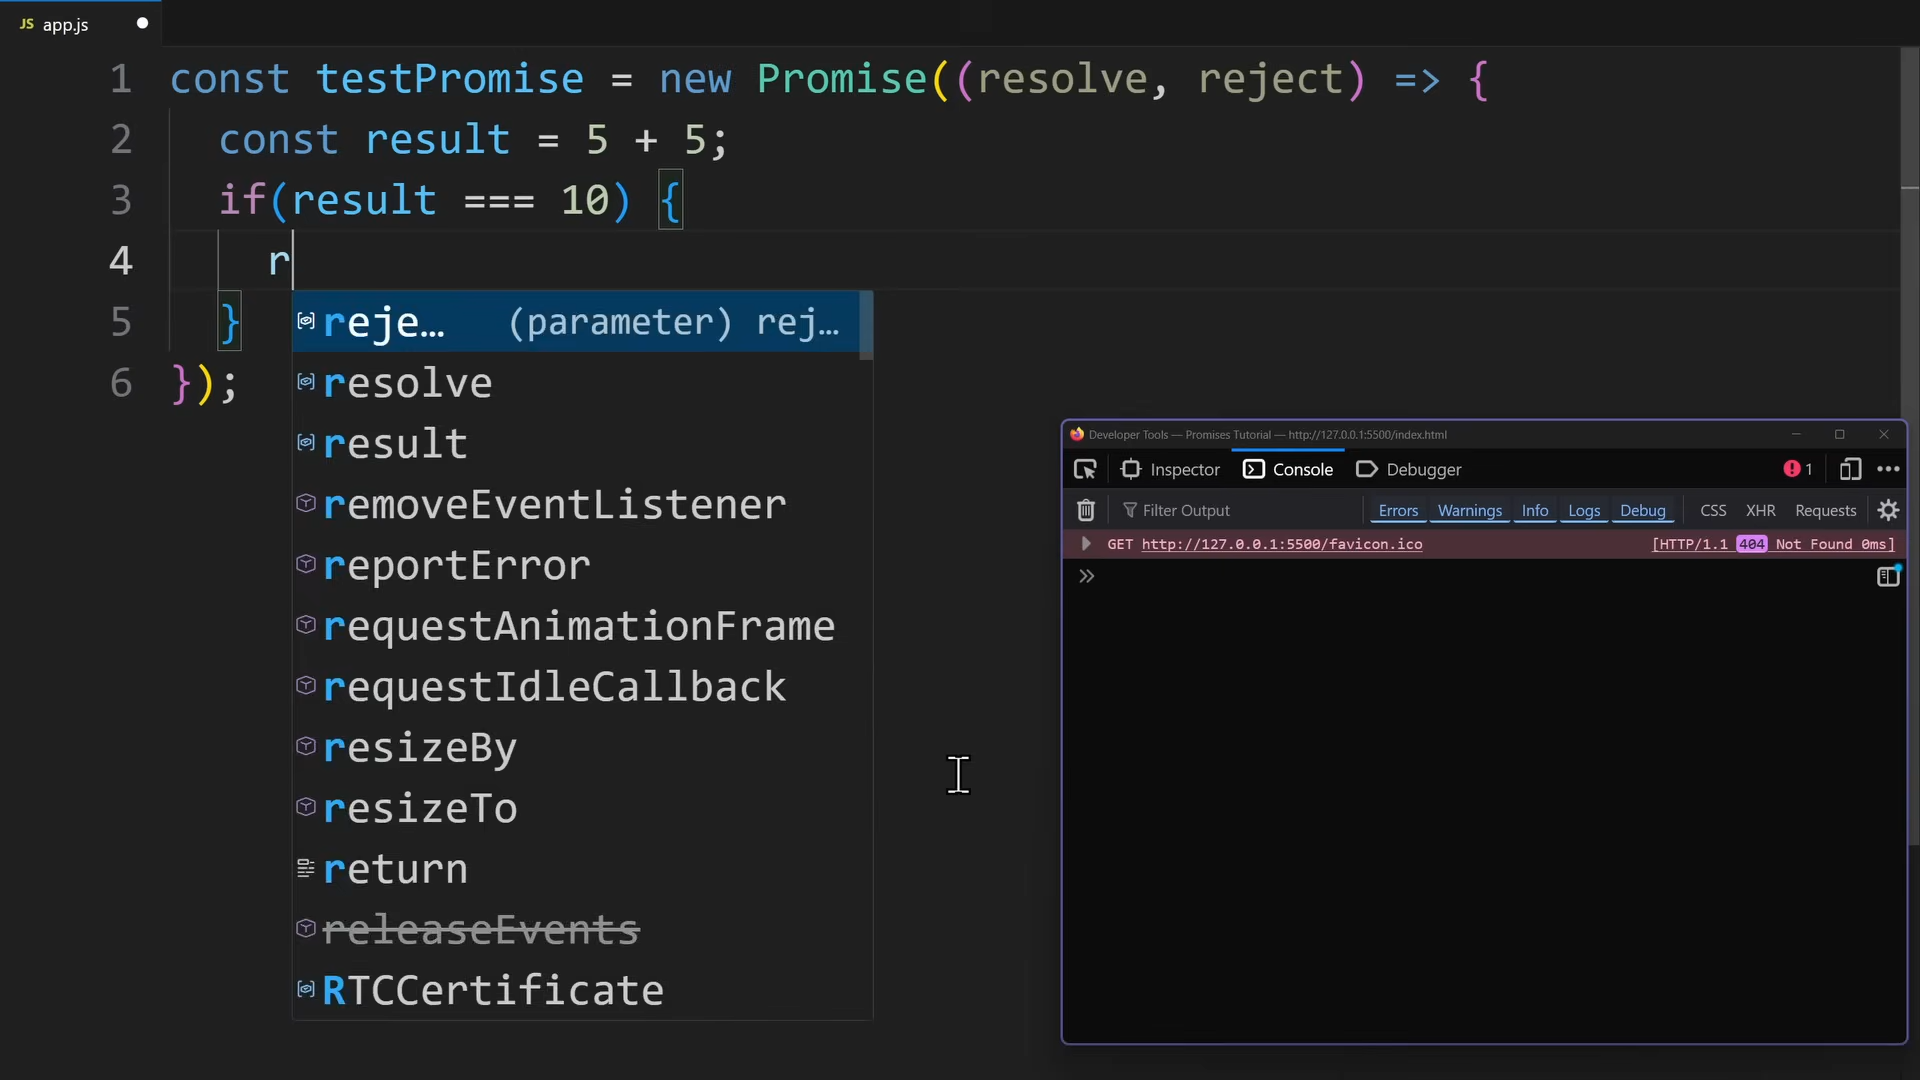 JS app.js
1 const testPromise = new Promise((resolve, reject) => {
2 const result = 5 + 5;
3 if(result === 10) {
4 r
5 }
6 });
reje… (parameter) rej…
resolve
result
removeEventListener
reportError
requestAnimationFrame
requestIdleCallback
resizeBy
resizeTo
return
releaseEvents
RTCCertificate
Developer Tools — Promises Tutorial — http://127.0.0.1:5500/index.html
Inspector Console Debugger 1
Filter Output Errors Warnings Info Logs Debug CSS XHR Requests
GET http://127.0.0.1:5500/favicon.ico [HTTP/1.1 404 Not Found 0ms]